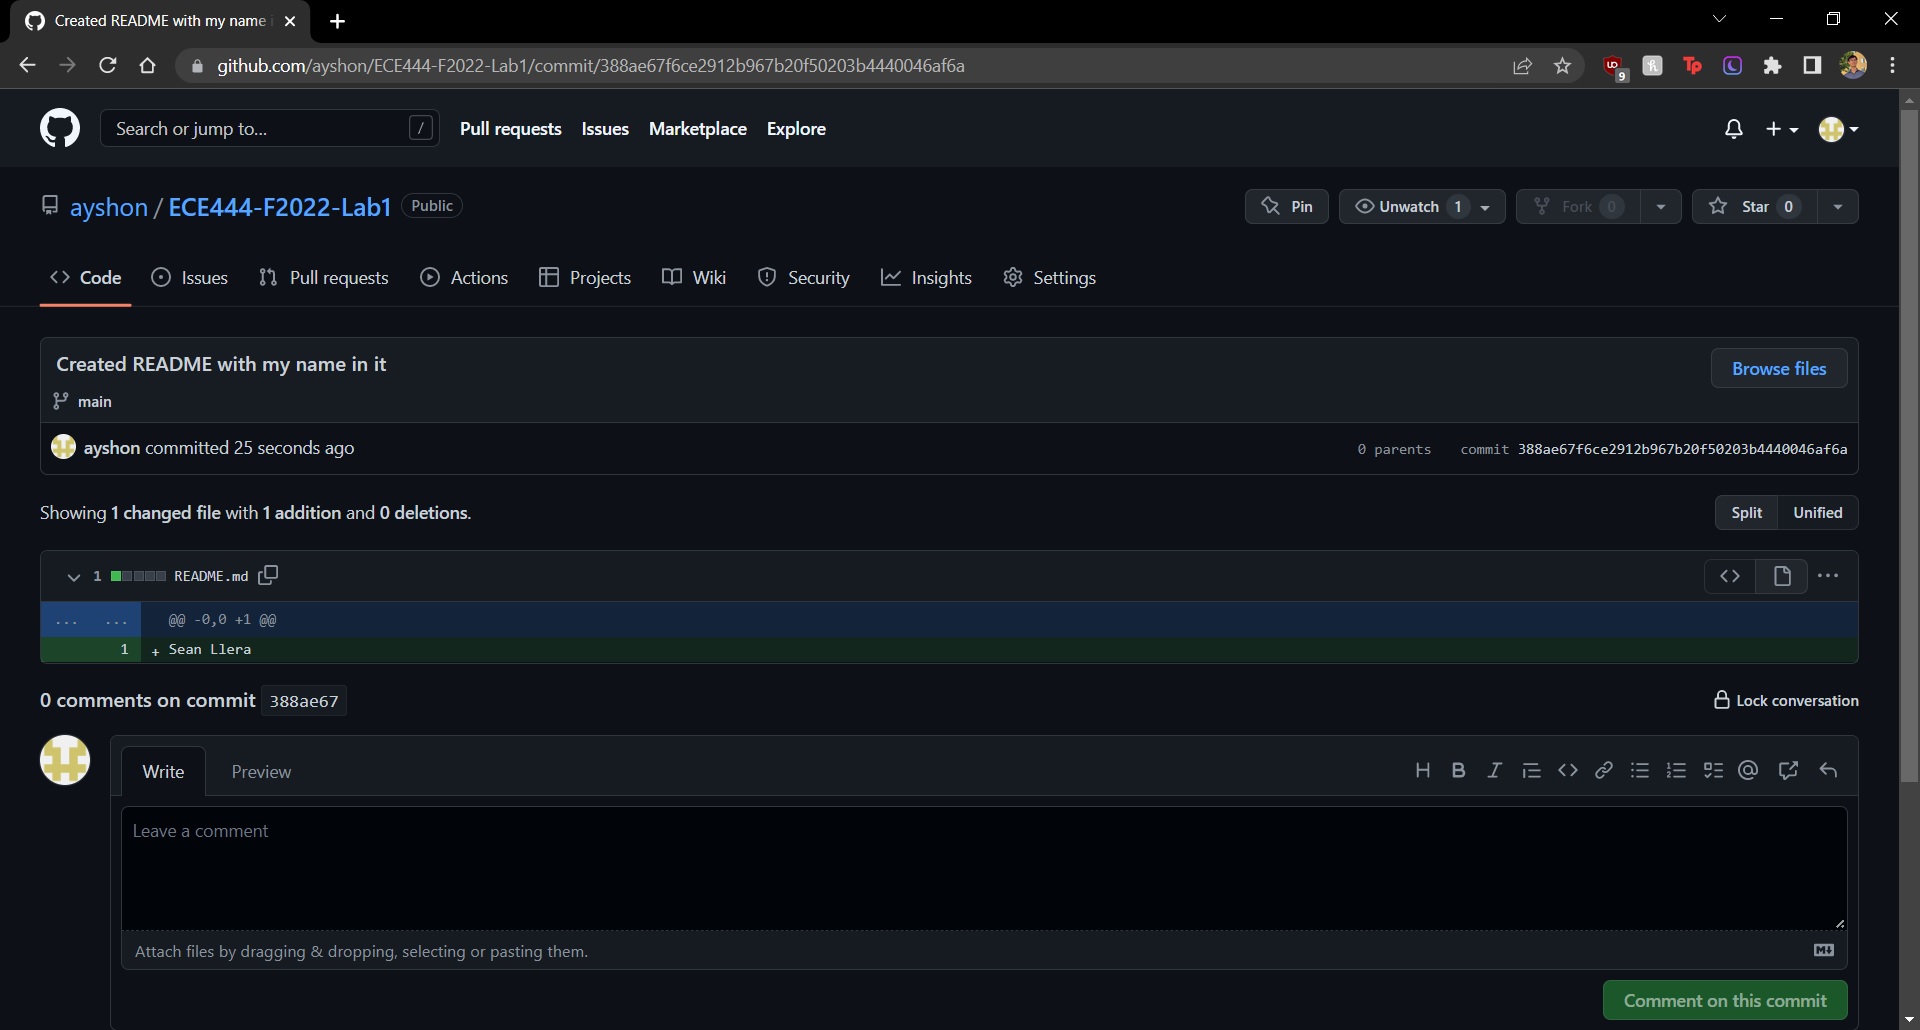 Created README with my name i
github.com/ayshon/ECE444-F2022-Lab1/commit/388ae67f6ce2912b967b20f50203b4440046af6a
9
Search or jump to...
/
Pull requests
Issues
Marketplace
Explore
ayshon / ECE444-F2022-Lab1
Public
Pin
Unwatch 1
Fork 0
Star 0
Code
Issues
Pull requests
Actions
Projects
Wiki
Security
Insights
Settings
Created README with my name in it
Browse files
main
ayshon committed 25 seconds ago
0 parents
commit 388ae67f6ce2912b967b20f50203b4440046af6a
Showing 1 changed file with 1 addition and 0 deletions.
Split
Unified
1
README.md
... ... @@ -0,0 +1 @@
1 + Sean Llera
0 comments on commit 388ae67
Lock conversation
Write
Preview
Leave a comment
Attach files by dragging & dropping, selecting or pasting them.
Comment on this commit